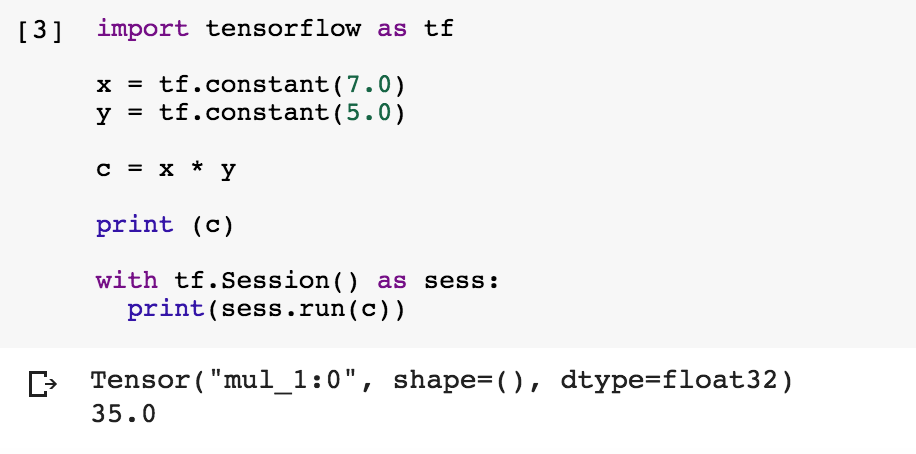 [3] import tensorflow as tf
x = tf.constant(7.0)
y = tf.constant(5.0)
c = x * y
print (c)
with tf.Session() as sess:
  print(sess.run(c))
Tensor("mul_1:0", shape=(), dtype=float32)
35.0